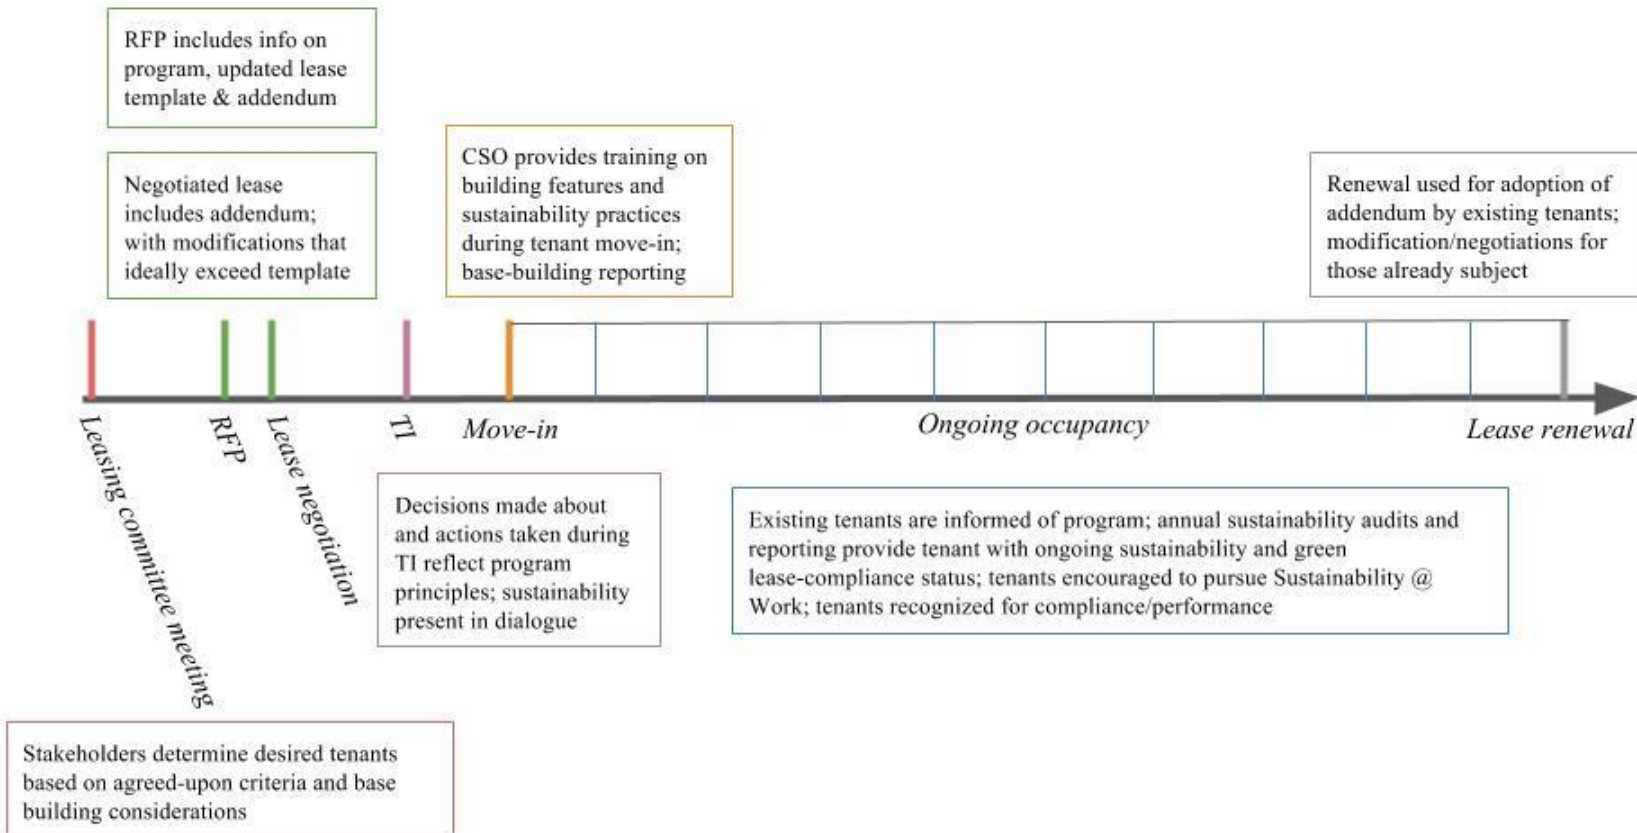 RFP includes info on
program, updated lease
template & addendum
Negotiated lease
includes addendum;
with modifications that
ideally exceed template
CSO provides training on
building features and
sustainability practices
during tenant move-in;
base-building reporting
Renewal used for adoption of
addendum by existing tenants;
modification/negotiations for
those already subject
Leasing committee meeting
RFP
Lease negotiation
TI
Move-in
Ongoing occupancy
Lease renewal
Decisions made about
and actions taken during
TI reflect program
principles; sustainability
present in dialogue
Existing tenants are informed of program; annual sustainability audits and
reporting provide tenant with ongoing sustainability and green
lease-compliance status; tenants encouraged to pursue Sustainability @
Work; tenants recognized for compliance/performance
Stakeholders determine desired tenants
based on agreed-upon criteria and base
building considerations